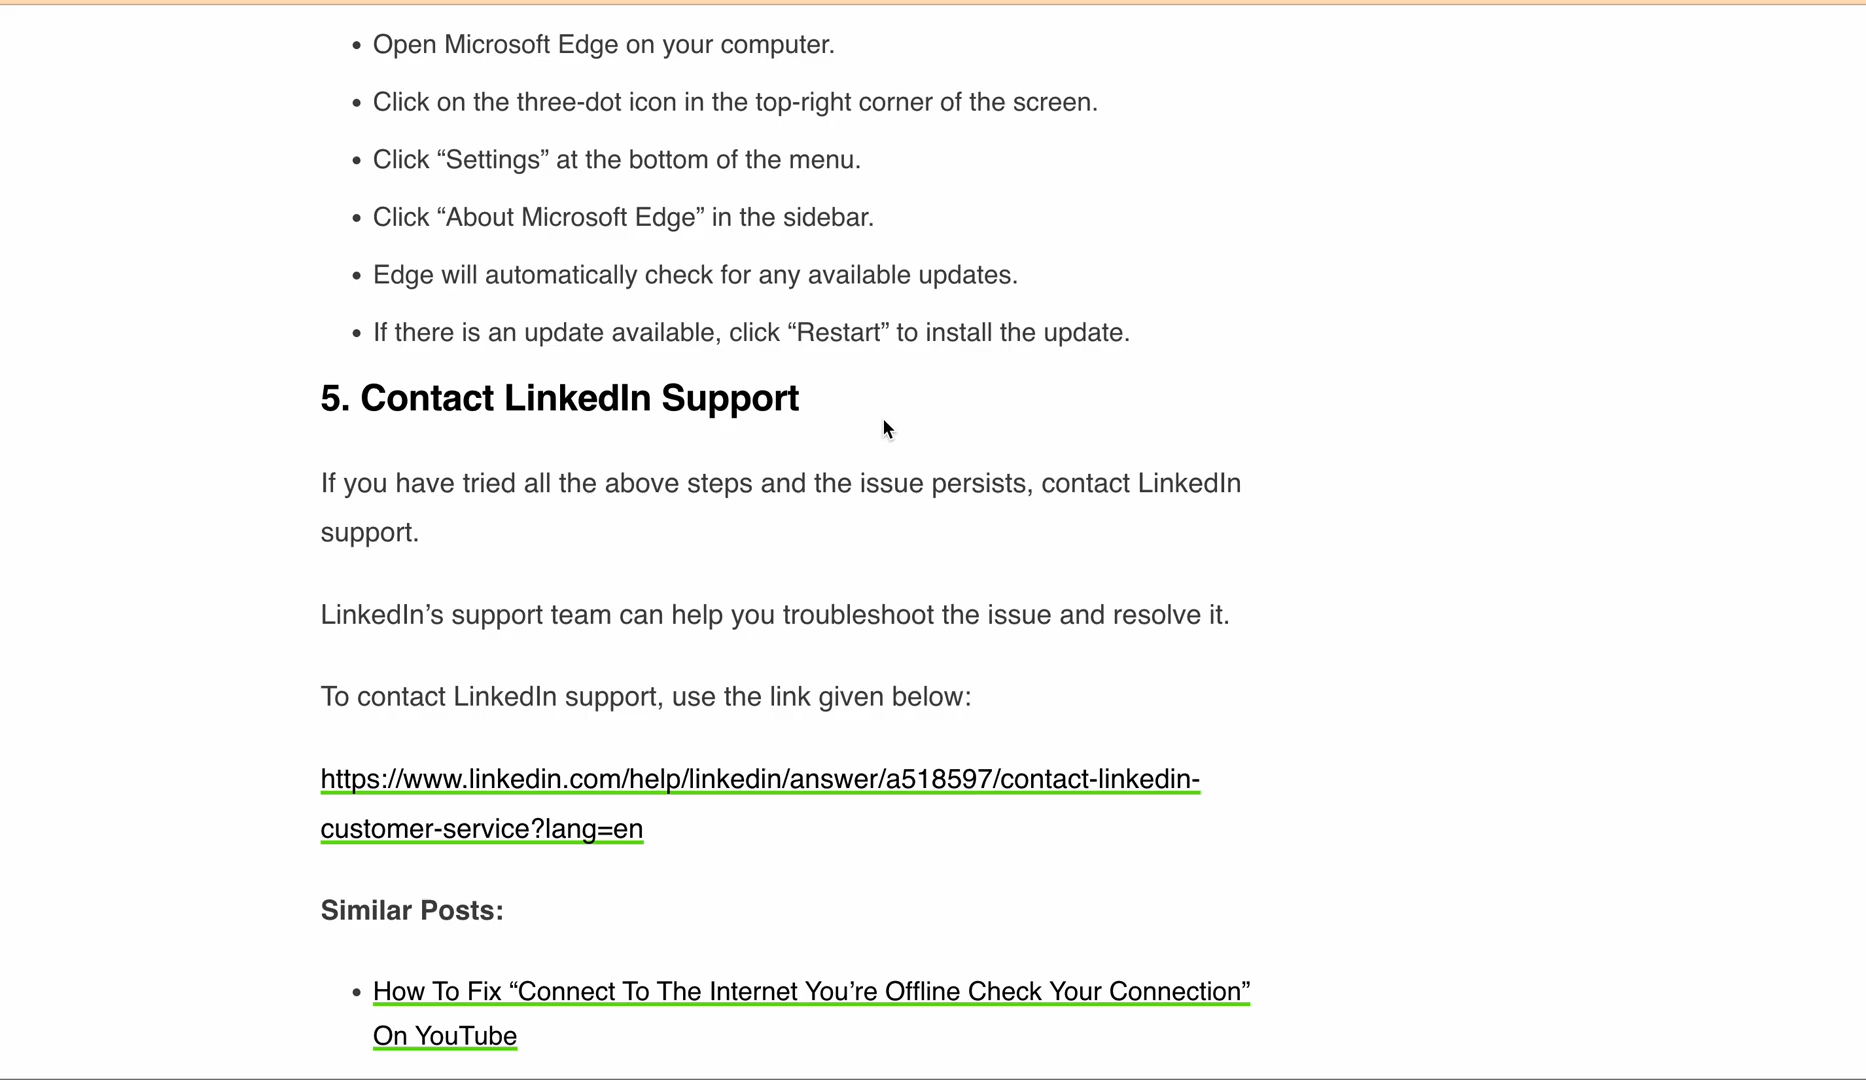 • Open Microsoft Edge on your computer.
• Click on the three-dot icon in the top-right corner of the screen.
• Click “Settings” at the bottom of the menu.
• Click “About Microsoft Edge” in the sidebar.
• Edge will automatically check for any available updates.
• If there is an update available, click “Restart” to install the update.
5. Contact LinkedIn Support
If you have tried all the above steps and the issue persists, contact LinkedIn
support.
LinkedIn’s support team can help you troubleshoot the issue and resolve it.
To contact LinkedIn support, use the link given below:
https://www.linkedin.com/help/linkedin/answer/a518597/contact-linkedin-
customer-service?lang=en
Similar Posts:
• How To Fix “Connect To The Internet You’re Offline Check Your Connection”
On YouTube